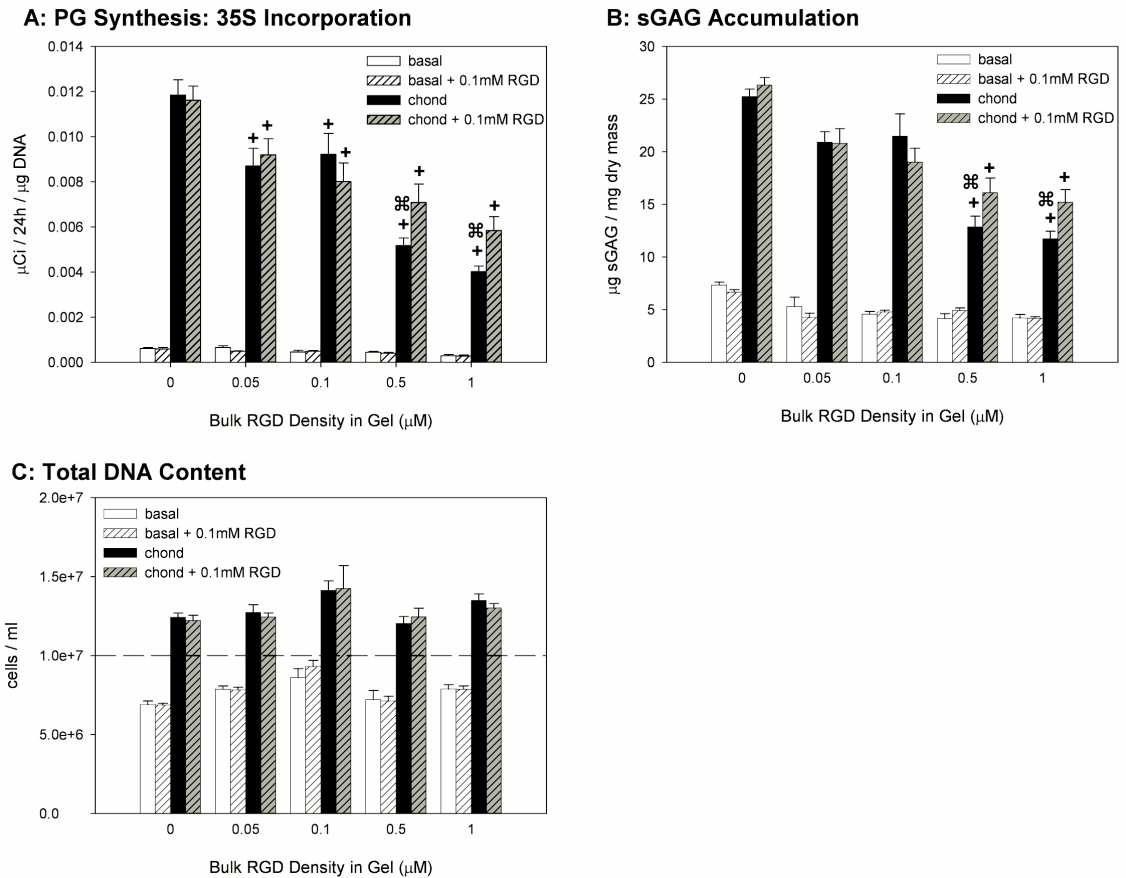 A: PG Synthesis: 35S Incorporation
0.014
0.012
0.010
0.008
0.006
0.004
0.002
0.000
μCi / 24h / μg DNA
basal
basal + 0.1mM RGD
chond
chond + 0.1mM RGD
+
+
+
+
⌘
+
+
⌘
+
+
0
0.05
0.1
0.5
1
Bulk RGD Density in Gel (μM)
B: sGAG Accumulation
30
25
20
15
10
5
0
μg sGAG / mg dry mass
basal
basal + 0.1mM RGD
chond
chond + 0.1mM RGD
⌘
+
+
⌘
+
+
0
0.05
0.1
0.5
1
Bulk RGD Density in Gel (μM)
C: Total DNA Content
2.0e+7
1.5e+7
1.0e+7
5.0e+6
0.0
cells / ml
basal
basal + 0.1mM RGD
chond
chond + 0.1mM RGD
0
0.05
0.1
0.5
1
Bulk RGD Density in Gel (μM)